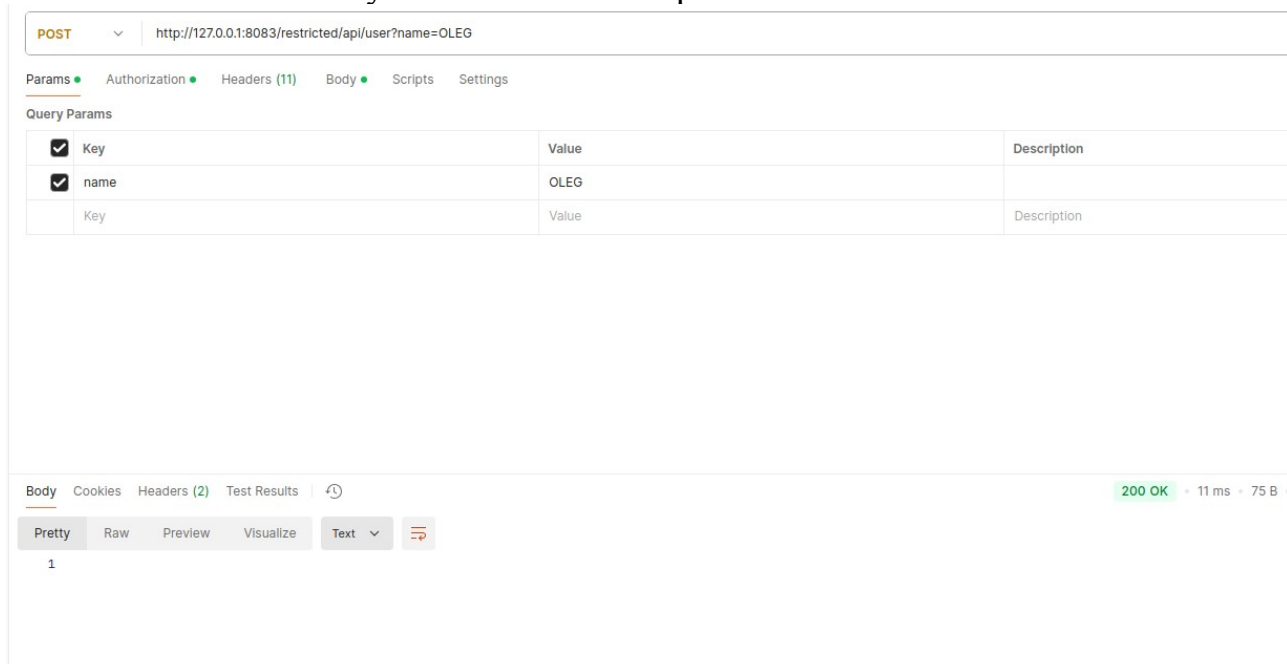 POST http://127.0.0.1:8083/restricted/api/user?name=OLEG
Params Authorization Headers (11) Body Scripts Settings
Query Params
Key Value Description
name OLEG
Key Value Description
Body Cookies Headers (2) Test Results 200 OK 11 ms 75 B
Pretty Raw Preview Visualize Text
1